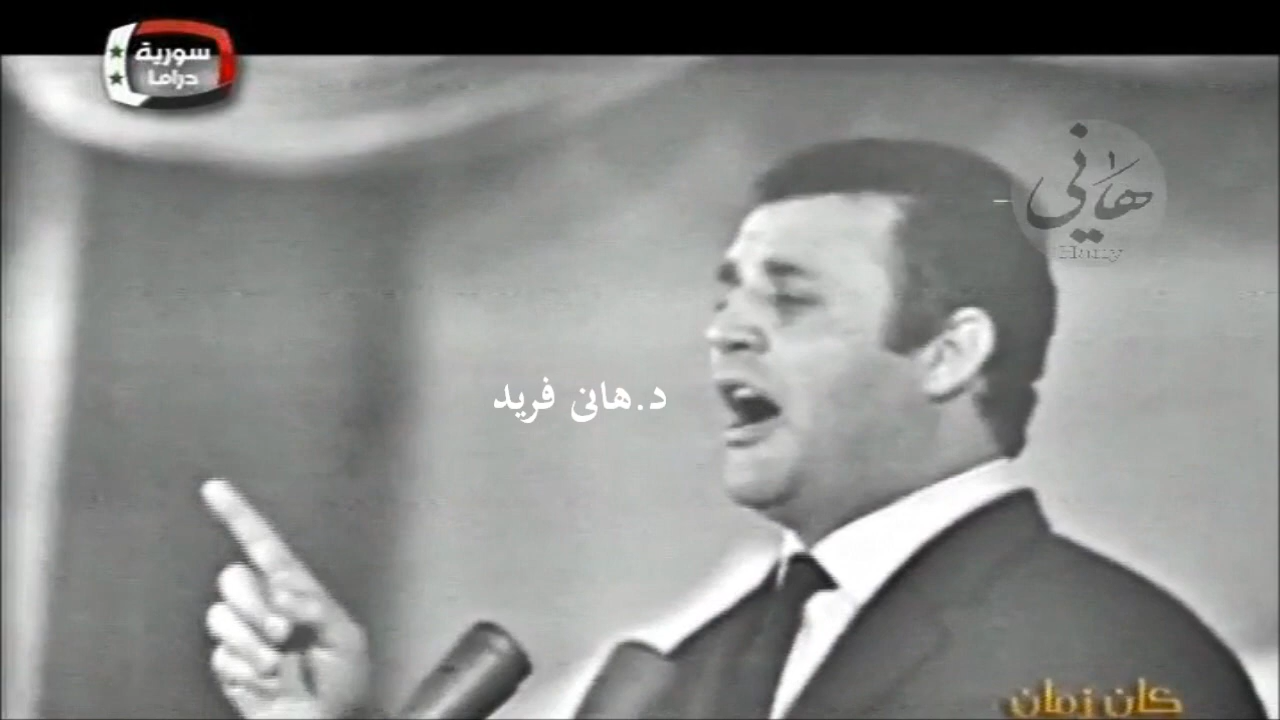 سورية
دراما
هاني
Hany
د.هانى فريد
كان زمان